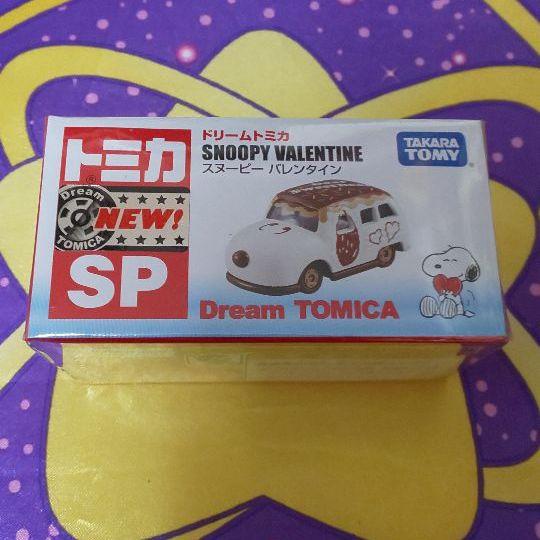 トミカ
®
Dream
TOMICA
NEW!
SP
ドリームトミカ
SNOOPY VALENTINE
スヌーピー バレンタイン
TAKARA
TOMY
Dream TOMICA